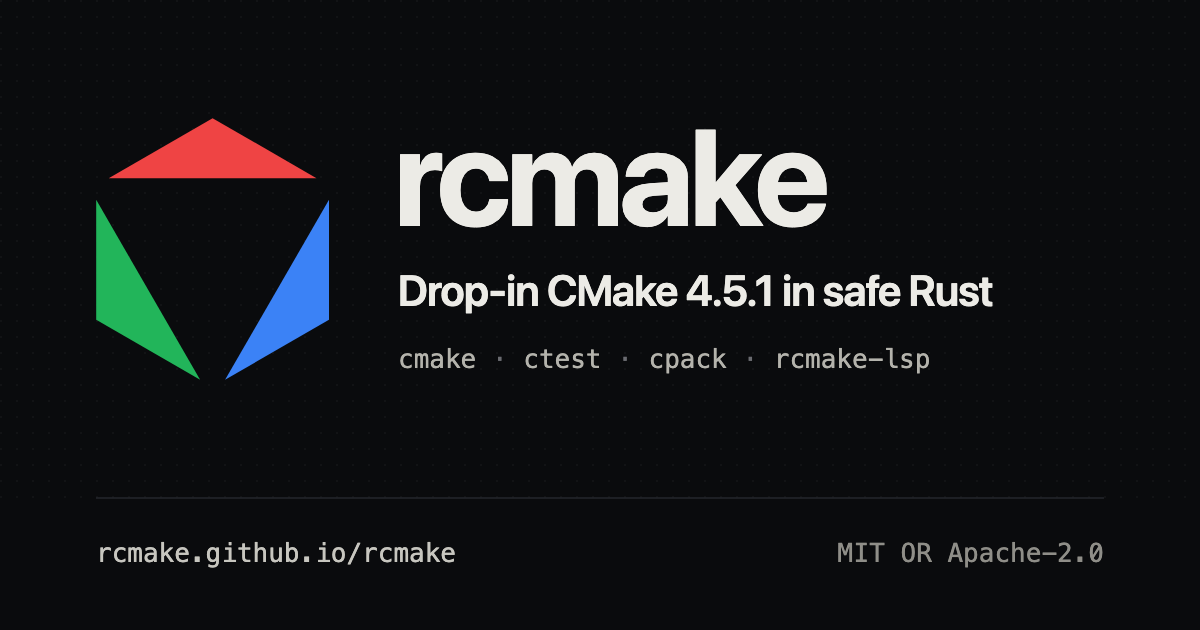 rcmake
Drop-in CMake 4.5.1 in safe Rust
cmake · ctest · cpack · rcmake-lsp
rcmake.github.io/rcmake
MIT OR Apache-2.0